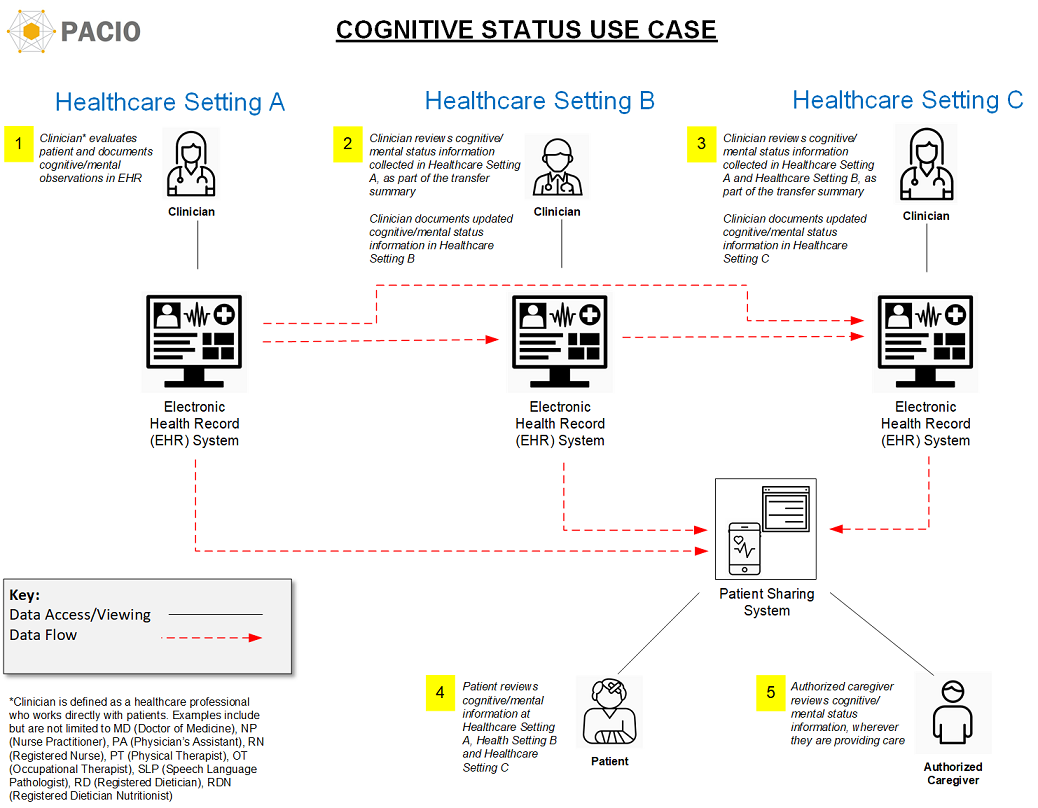 PACIO
COGNITIVE STATUS USE CASE
Healthcare Setting A
Healthcare Setting B
Healthcare Setting C
1
Clinician* evaluates
patient and documents
cognitive/mental
observations in EHR
Clinician
2
Clinician reviews cognitive/
mental status information
collected in Healthcare Setting
A, as part of the transfer
summary
Clinician documents updated
cognitive/mental status
information in Healthcare
Setting B
Clinician
3
Clinician reviews cognitive/
mental status information
collected in Healthcare Setting
A and Healthcare Setting B, as
part of the transfer summary
Clinician documents updated
cognitive/mental status
information in Healthcare
Setting C
Clinician
Electronic
Health Record
(EHR) System
Electronic
Health Record
(EHR) System
Electronic
Health Record
(EHR) System
Patient Sharing
System
Key:
Data Access/Viewing
Data Flow
4
Patient reviews
cognitive/mental
information at
Healthcare Setting
A, Health Setting B
and Healthcare
Setting C
Patient
5
Authorized caregiver
reviews cognitive/
mental status
information, wherever
they are providing care
Authorized
Caregiver
*Clinician is defined as a healthcare professional
who works directly with patients. Examples include
but are not limited to MD (Doctor of Medicine), NP
(Nurse Practitioner), PA (Physician's Assistant), RN
(Registered Nurse), PT (Physical Therapist), OT
(Occupational Therapist), SLP (Speech Language
Pathologist), RD (Registered Dietician), RDN
(Registered Dietician Nutritionist)